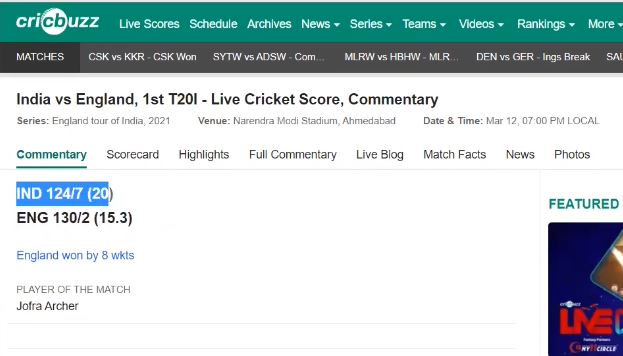 cricbuzz Live Scores Schedule Archives News Series Teams Videos Rankings More
MATCHES CSK vs KKR - CSK Won SYTW vs ADSW - Com... MLRW vs HBHW - MLR... DEN vs GER - Ings Break SAU
India vs England, 1st T20I - Live Cricket Score, Commentary
Series: England tour of India, 2021 Venue: Narendra Modi Stadium, Ahmedabad Date & Time: Mar 12, 07:00 PM LOCAL
Commentary Scorecard Highlights Full Commentary Live Blog Match Facts News Photos
IND 124/7 (20)
ENG 130/2 (15.3)
England won by 8 wkts
PLAYER OF THE MATCH
Jofra Archer
FEATURED
cricbuzz
LIVE
Fantasy Partners
MY11CIRCLE